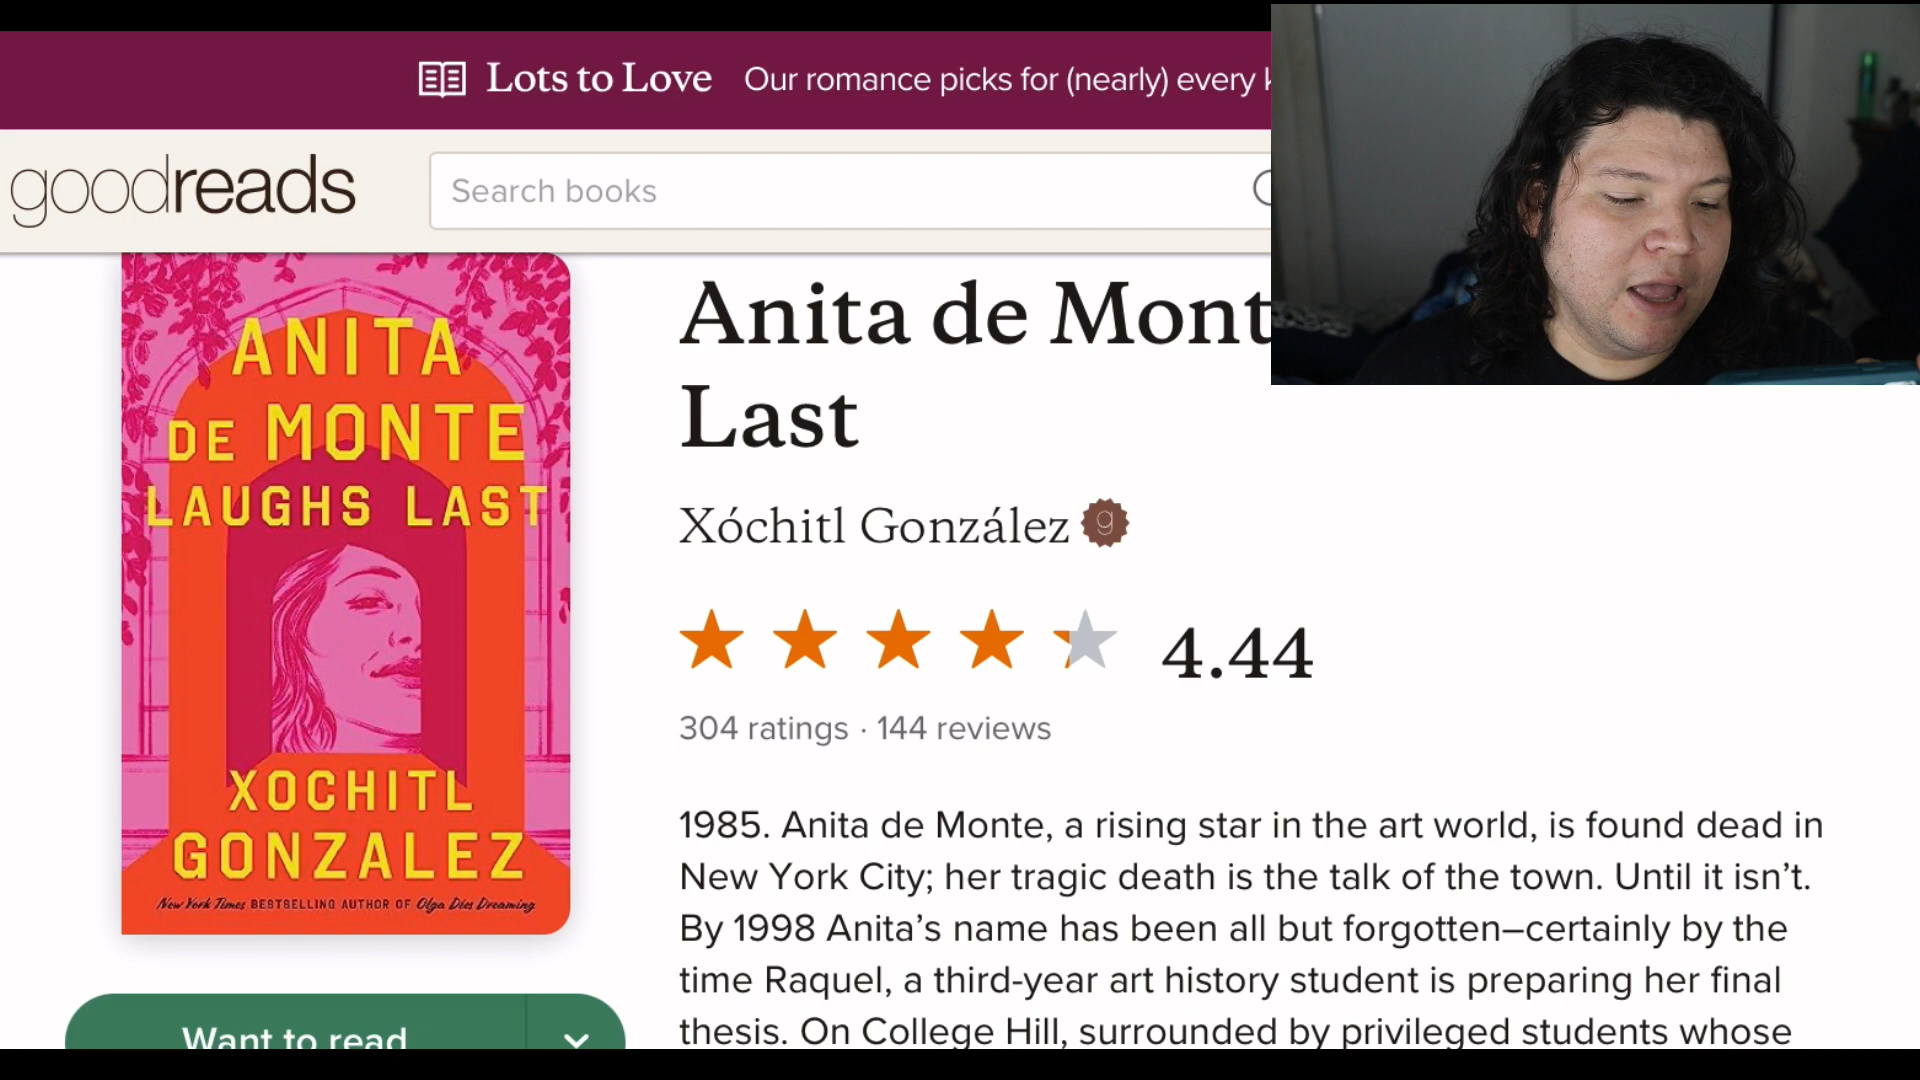 Lots to Love Our romance picks for (nearly) every
goodreads
Search books
ANITA
DE MONTE
LAUGHS LAST
XOCHITL
GONZALEZ
New York Times BESTSELLING AUTHOR OF Olga Dies Dreaming
Want to read
Anita de Mont
Last
Xóchitl González
4.44
304 ratings · 144 reviews
1985. Anita de Monte, a rising star in the art world, is found dead in
New York City; her tragic death is the talk of the town. Until it isn’t.
By 1998 Anita’s name has been all but forgotten–certainly by the
time Raquel, a third-year art history student is preparing her final
thesis. On College Hill, surrounded by privileged students whose